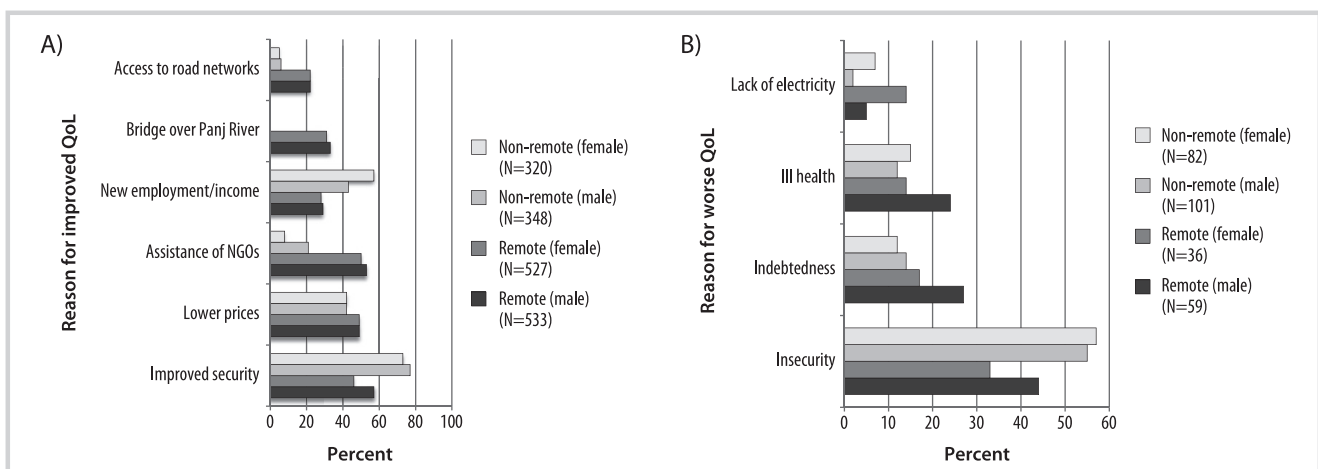 A)
Reason for improved QoL
Access to road networks
Bridge over Panj River
New employment/income
Assistance of NGOs
Lower prices
Improved security
0 20 40 60 80 100
Percent
Non-remote (female)
(N=320)
Non-remote (male)
(N=348)
Remote (female)
(N=527)
Remote (male)
(N=533)
B)
Reason for worse QoL
Lack of electricity
Ill health
Indebtedness
Insecurity
0 10 20 30 40 50 60
Percent
Non-remote (female)
(N=82)
Non-remote (male)
(N=101)
Remote (female)
(N=36)
Remote (male)
(N=59)